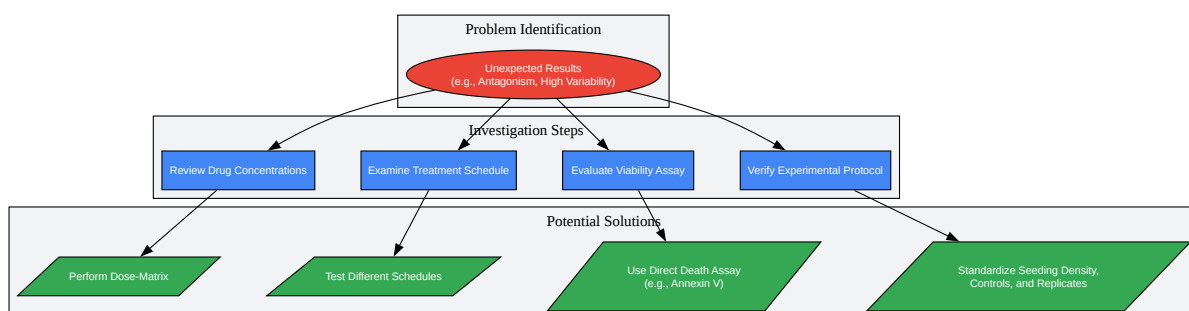 Problem Identification
Unexpected Results
(e.g., Antagonism, High Variability)
Investigation Steps
Review Drug Concentrations
Examine Treatment Schedule
Evaluate Viability Assay
Verify Experimental Protocol
Potential Solutions
Perform Dose-Matrix
Test Different Schedules
Use Direct Death Assay
(e.g., Annexin V)
Standardize Seeding Density,
Controls, and Replicates